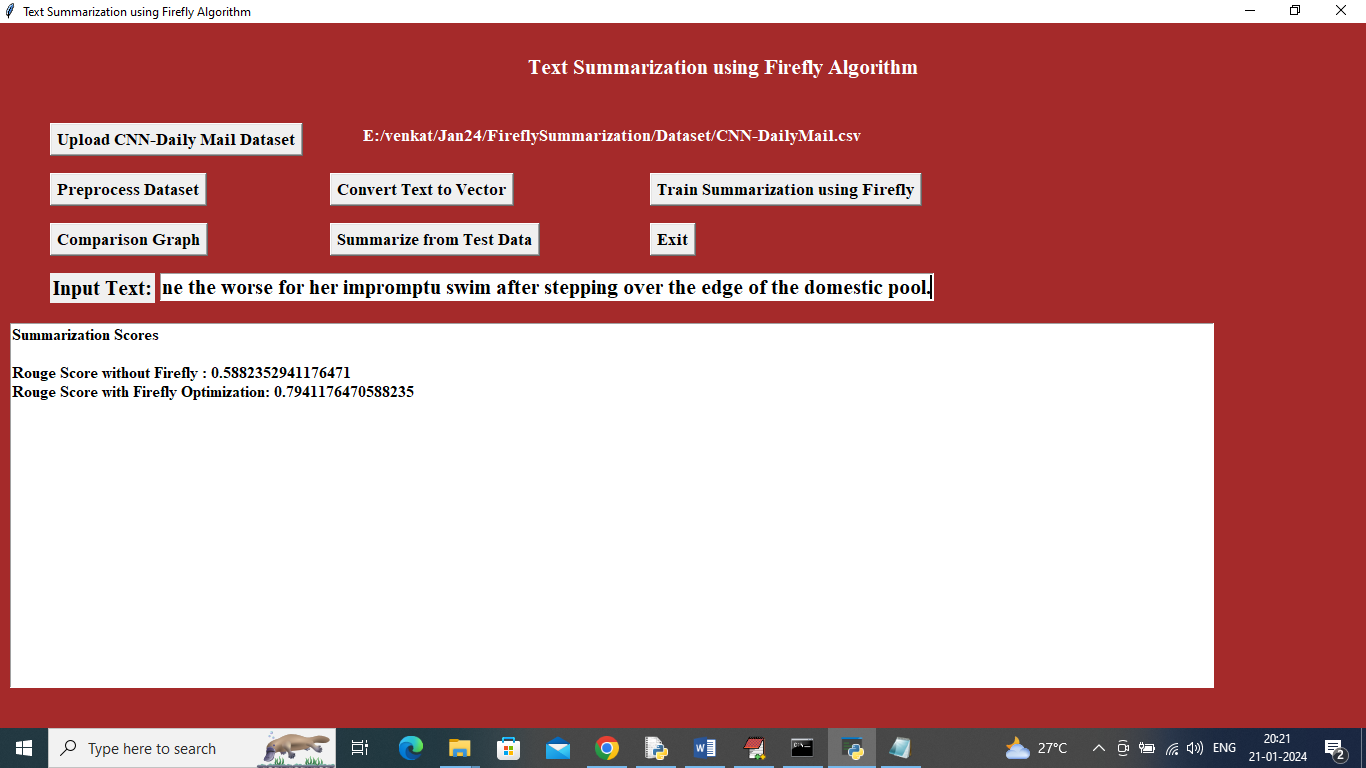 Text Summarization using Firefly Algorithm
Text Summarization using Firefly Algorithm
Upload CNN-Daily Mail Dataset
E:/venkat/Jan24/FireflySummarization/Dataset/CNN-DailyMail.csv
Preprocess Dataset
Convert Text to Vector
Train Summarization using Firefly
Comparison Graph
Summarize from Test Data
Exit
Input Text:
ne the worse for her impromptu swim after stepping over the edge of the domestic pool.
Summarization Scores
Rouge Score without Firefly : 0.5882352941176471
Rouge Score with Firefly Optimization: 0.7941176470588235
Type here to search
27°C
ENG
20:21
21-01-2024
2